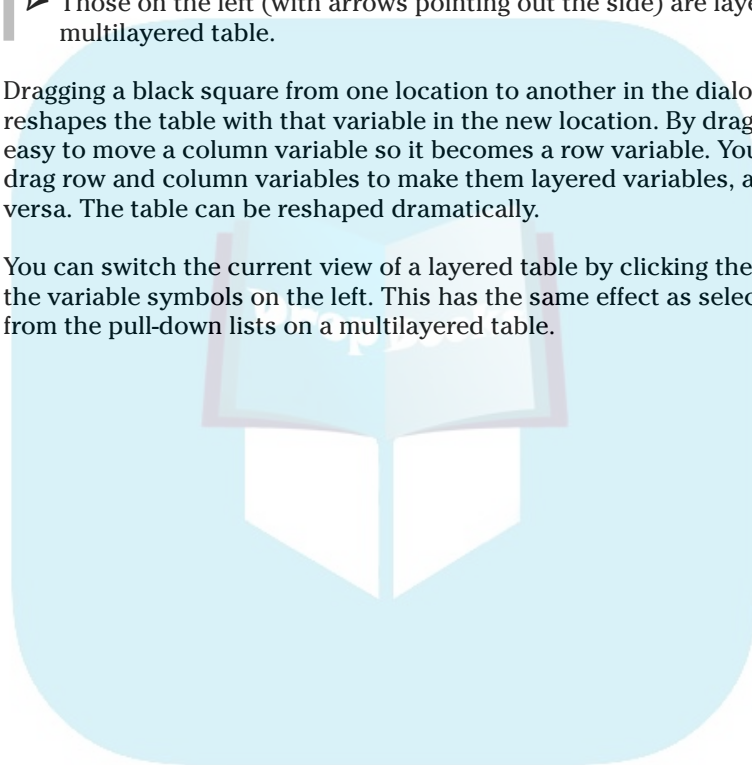 ➤ Those on the left (with arrows pointing out the side) are laye
multilayered table.
Dragging a black square from one location to another in the dialo
reshapes the table with that variable in the new location. By drag
easy to move a column variable so it becomes a row variable. You
drag row and column variables to make them layered variables, a
versa. The table can be reshaped dramatically.
You can switch the current view of a layered table by clicking the
the variable symbols on the left. This has the same effect as selec
from the pull-down lists on a multilayered table.
Drop Books